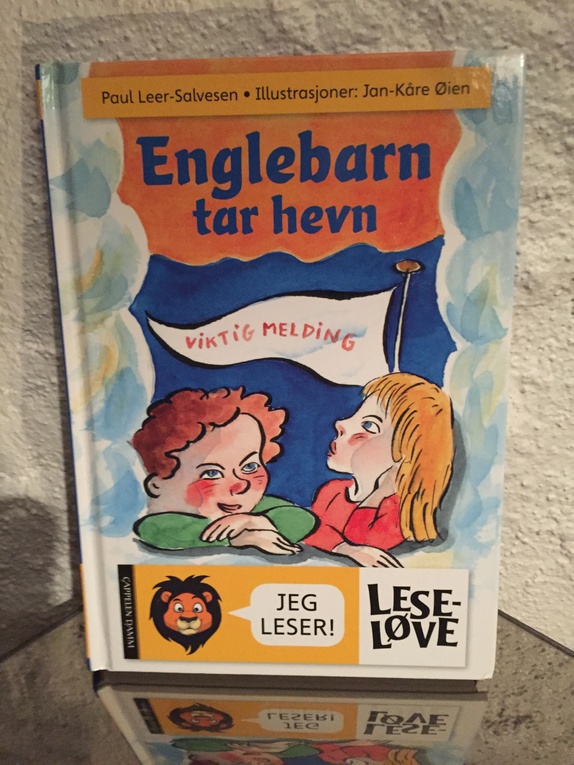 Paul Leer-Salvesen • Illustrasjoner: Jan-Kåre Øien
Englebarn
tar hevn
VIKTIG MELDING
CAPPELEN DAMM
JEG
LESER!
LESE-
LØVE